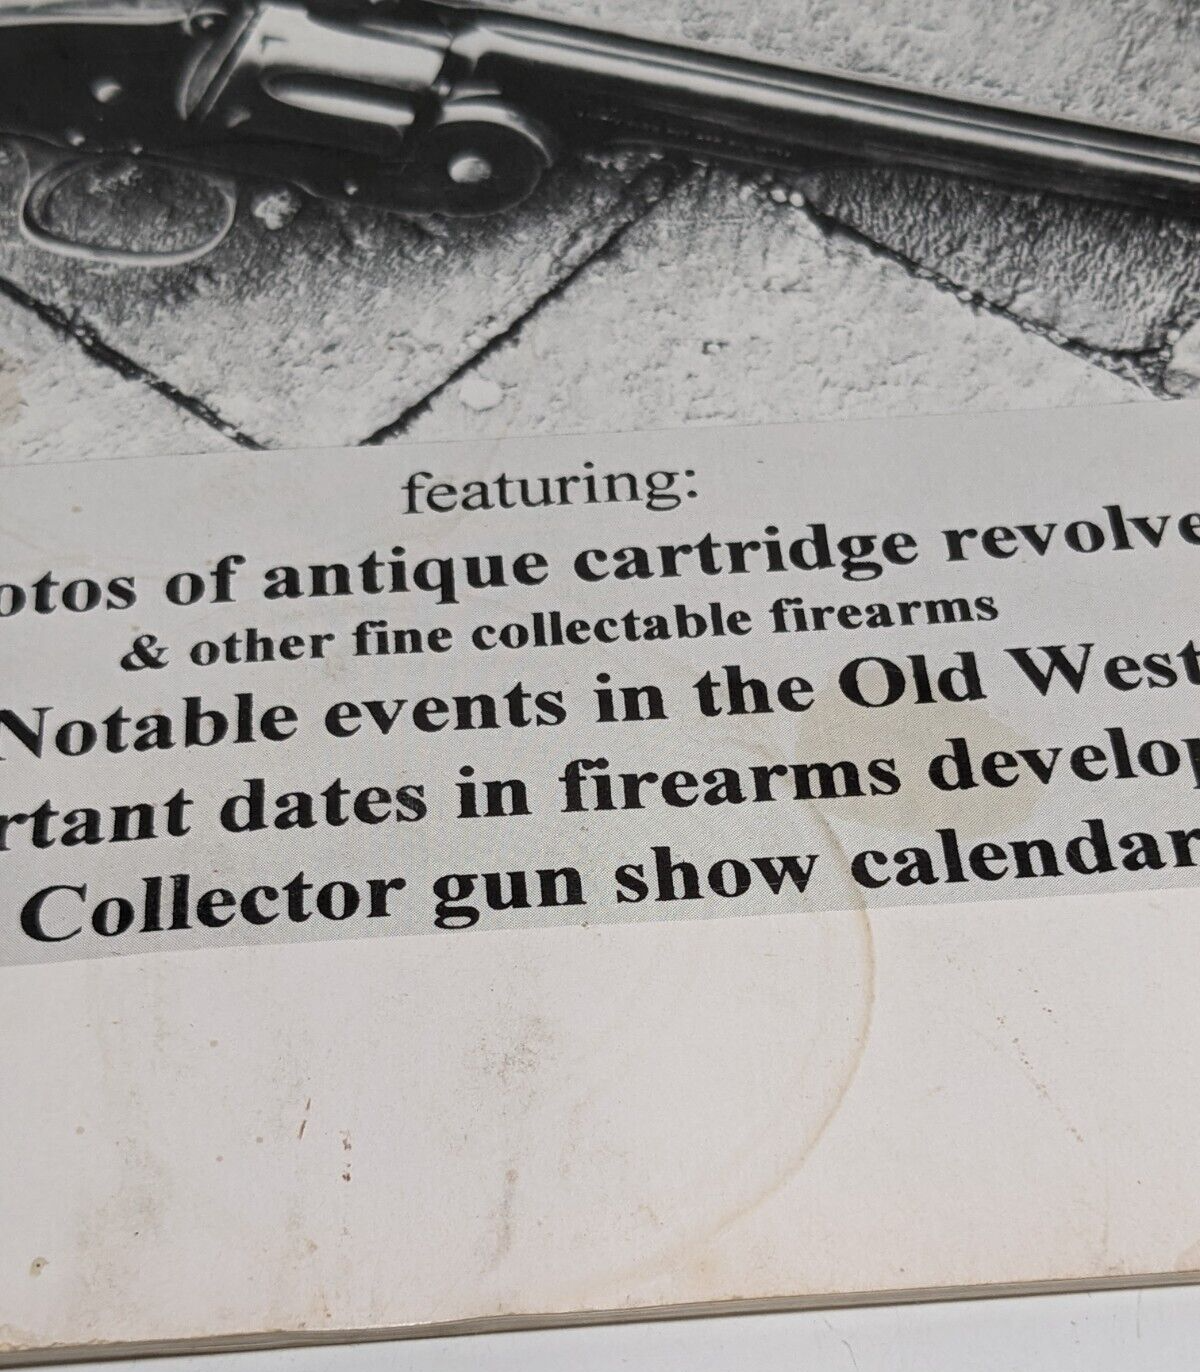 featuring:
otos of antique cartridge revolve
& other fine collectable firearms
Notable events in the Old West
rtant dates in firearms develop
Collector gun show calendar